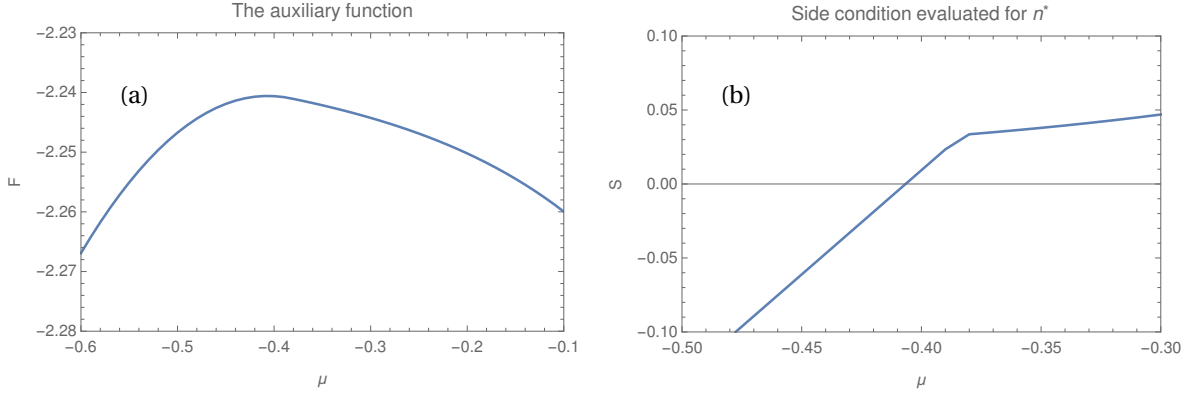 The auxiliary function
(a)
F
−2.23
−2.24
−2.25
−2.26
−2.27
−2.28
−0.6 −0.5 −0.4 −0.3 −0.2 −0.1
μ
Side condition evaluated for n*
(b)
S
0.10
0.05
0.00
−0.05
−0.10
−0.50 −0.45 −0.40 −0.35 −0.30
μ